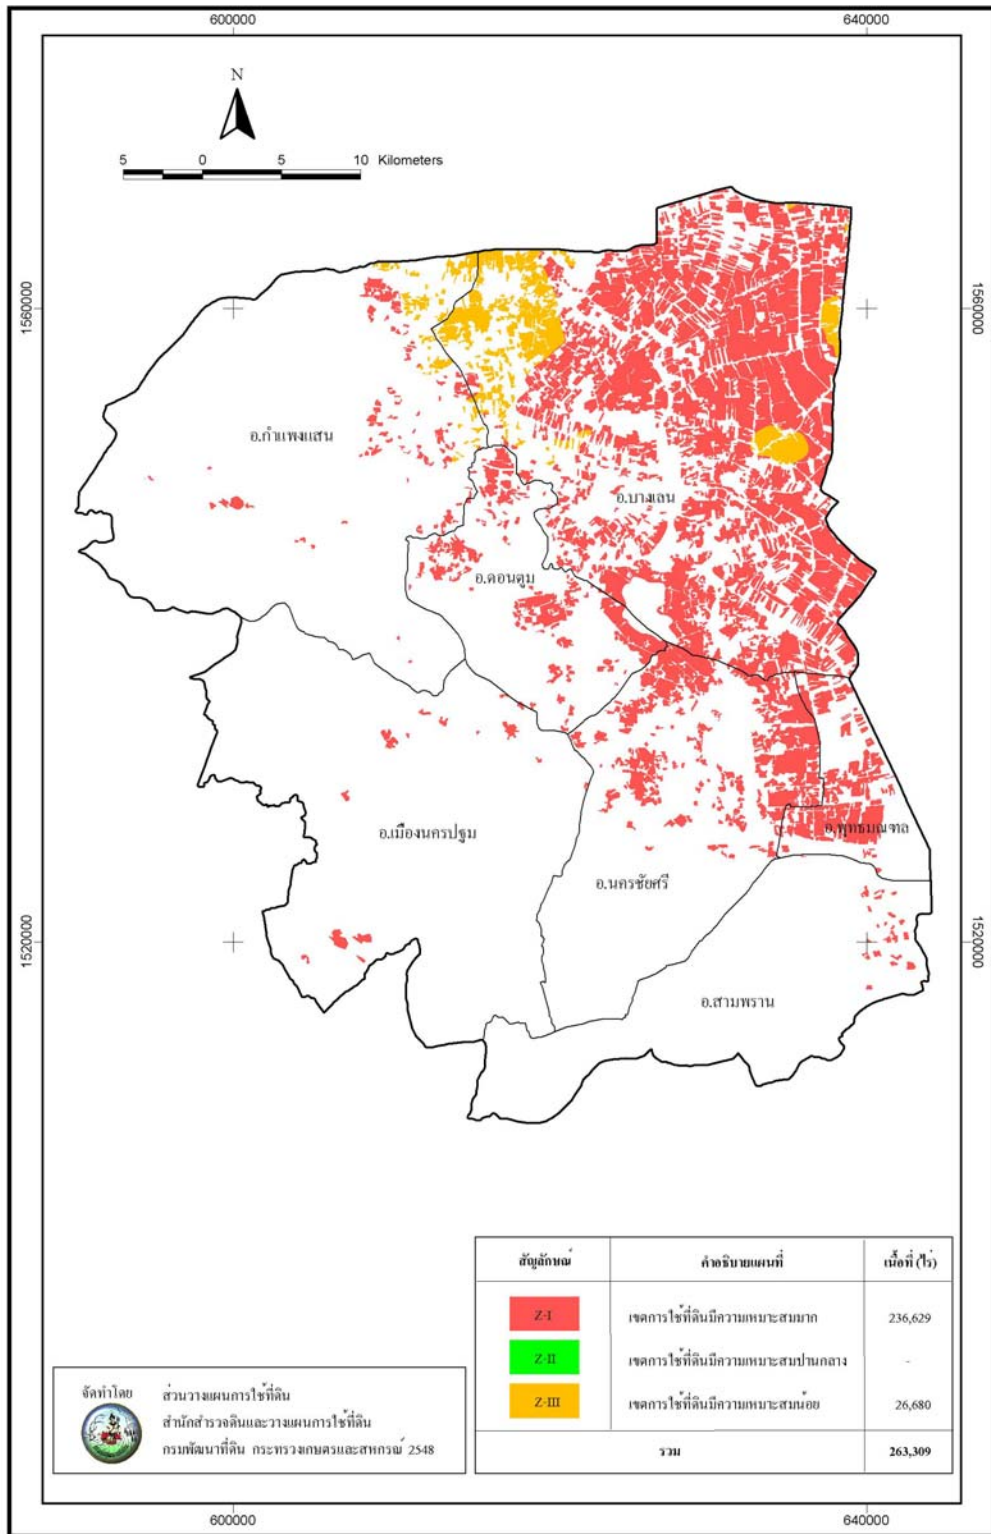 600000
640000
N
5 0 5 10 Kilometers
1560000
1560000
อ.กำแพงแสน
อ.บางเลน
อ.ดอนตูม
อ.เมืองนครปฐม
อ.พุทธมณฑล
อ.นครชัยศรี
1520000
1520000
อ.สามพราน
สัญลักษณ์ คำอธิบายแผนที่ เนื้อที่ (ไร่)
Z-I เขตการใช้ที่ดินมีความเหมาะสมมาก 236,629
Z-II เขตการใช้ที่ดินมีความเหมาะสมปานกลาง -
Z-III เขตการใช้ที่ดินมีความเหมาะสมน้อย 26,680
รวม 263,309
จัดทำโดย ส่วนวางแผนการใช้ที่ดิน
สำนักสำรวจดินและวางแผนการใช้ที่ดิน
กรมพัฒนาที่ดิน กระทรวงเกษตรและสหกรณ์ 2548
600000
640000